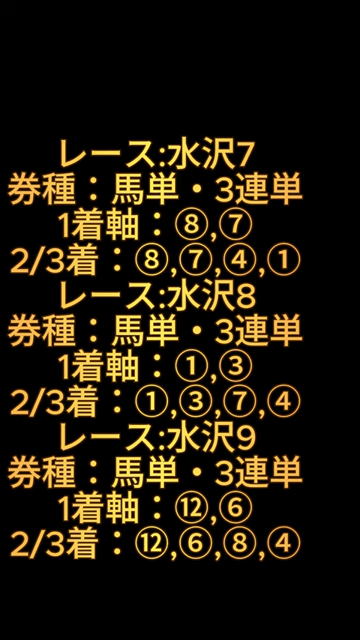 レース:水沢7
券種：馬単・3連単
1着軸：⑧,⑦
2/3着：⑧,⑦,④,①
レース:水沢8
券種：馬単・3連単
1着軸：①,③
2/3着：①,③,⑦,④
レース:水沢9
券種：馬単・3連単
1着軸：⑫,⑥
2/3着：⑫,⑥,⑧,④